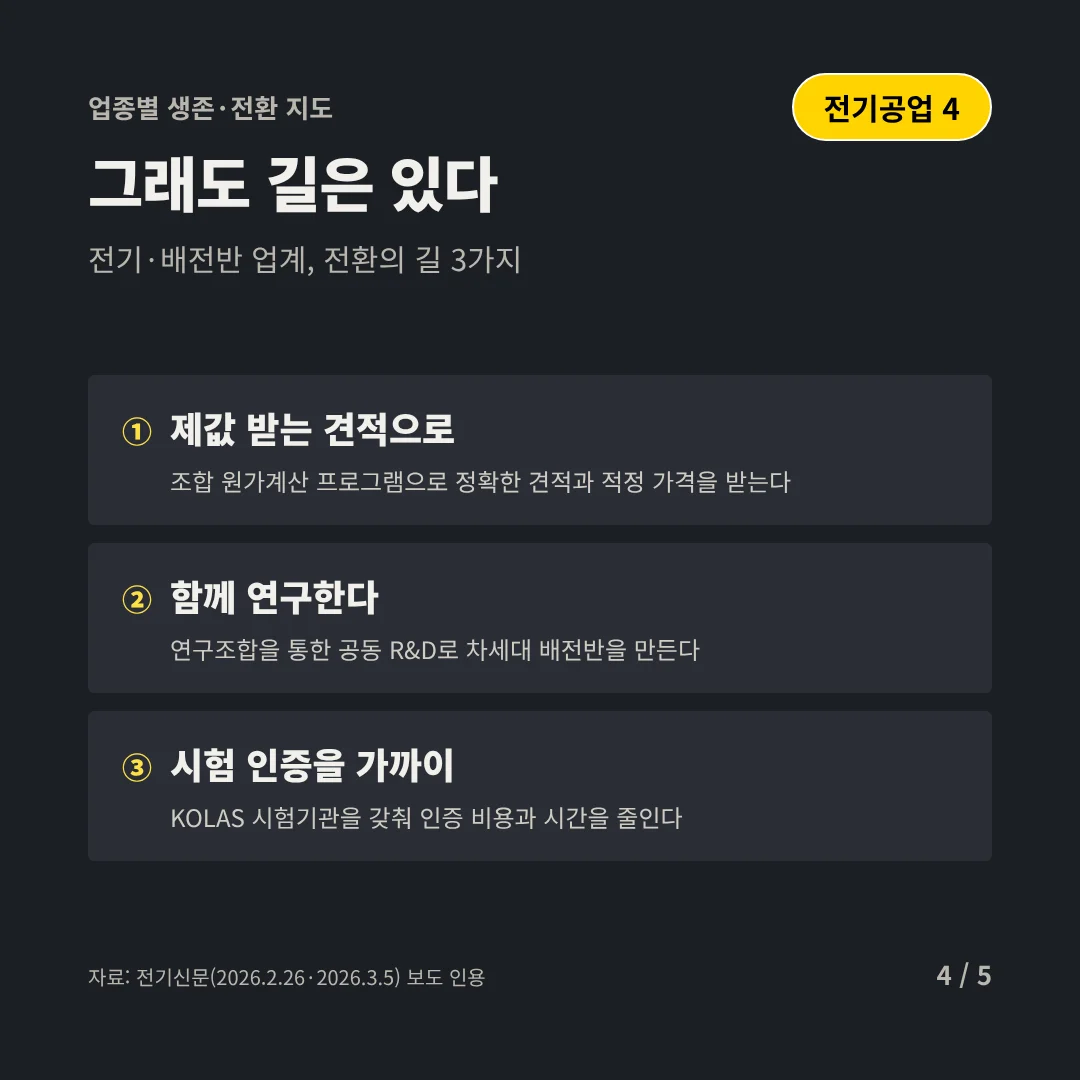 업종별 생존·전환 지도
전기공업 4
그래도 길은 있다
전기·배전반 업계, 전환의 길 3가지
① 제값 받는 견적으로
조합 원가계산 프로그램으로 정확한 견적과 적정 가격을 받는다
② 함께 연구한다
연구조합을 통한 공동 R&D로 차세대 배전반을 만든다
③ 시험 인증을 가까이
KOLAS 시험기관을 갖춰 인증 비용과 시간을 줄인다
자료: 전기신문(2026.2.26·2026.3.5) 보도 인용
4 / 5